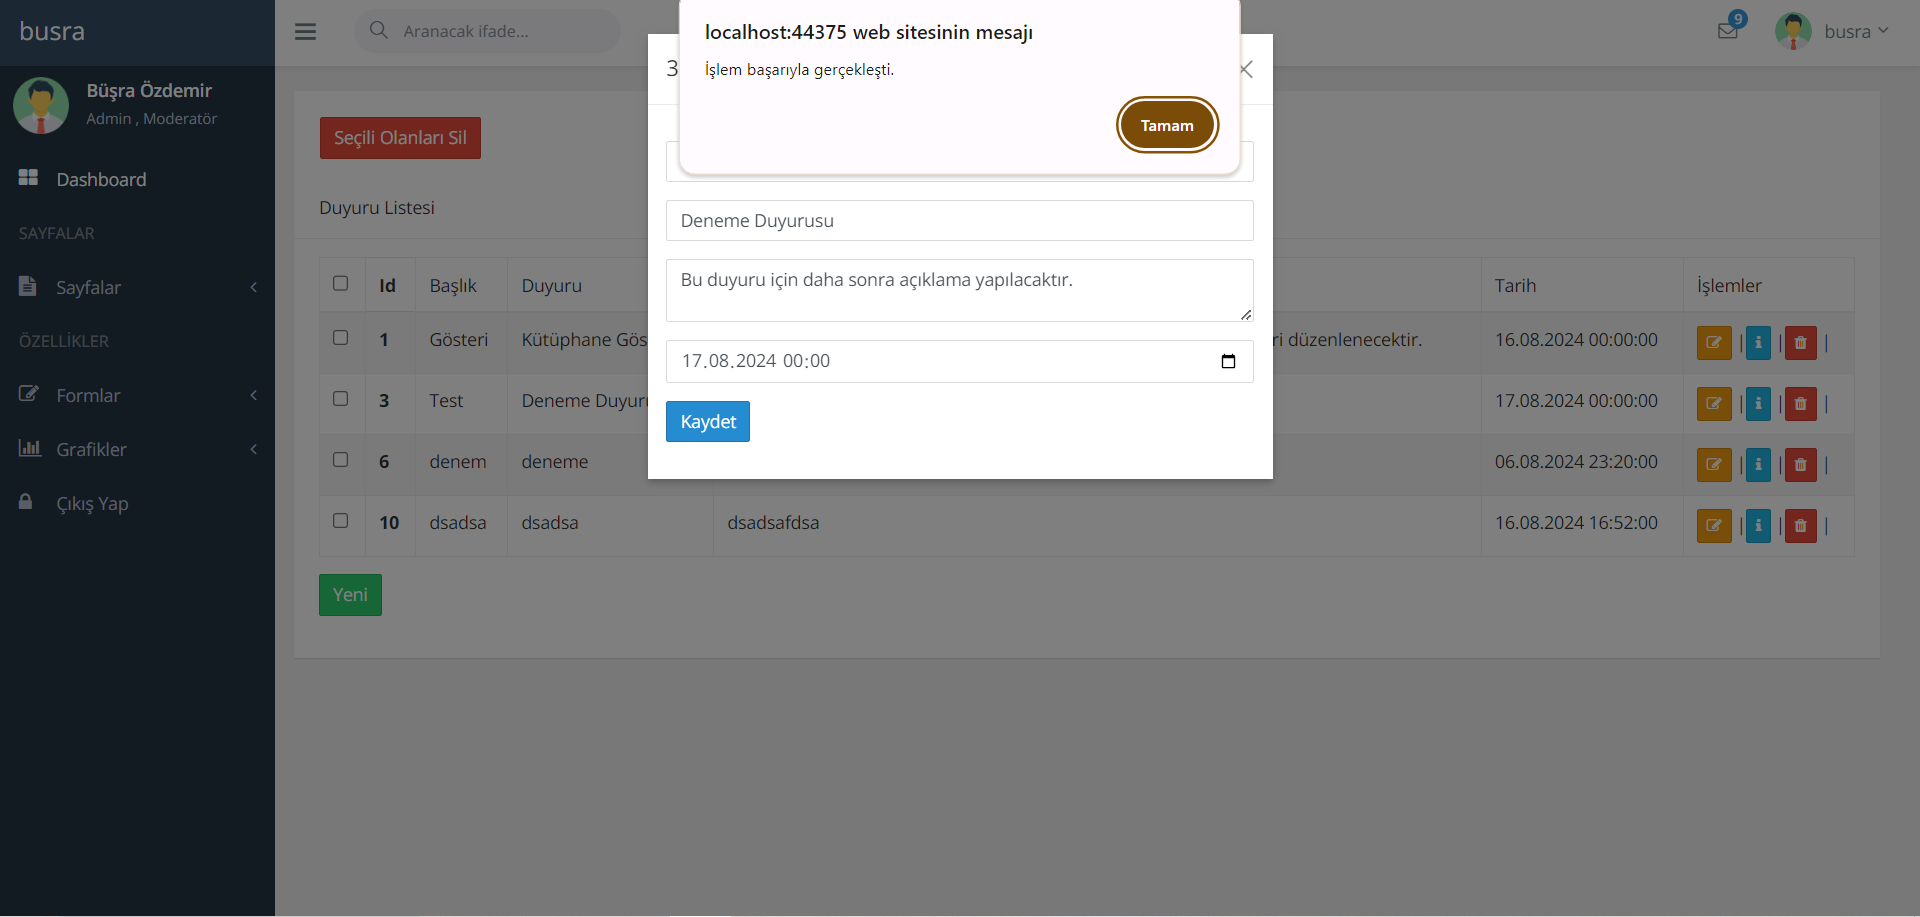 busra
Büşra Özdemir
Admin , Moderatör
Dashboard
SAYFALAR
Sayfalar
ÖZELLİKLER
Formlar
Grafikler
Çıkış Yap
Aranacak ifade...
9
busra
localhost:44375 web sitesinin mesajı
İşlem başarıyla gerçekleşti.
Tamam
3
Deneme Duyurusu
Bu duyuru için daha sonra açıklama yapılacaktır.
17.08.2024 00:00
Kaydet
Seçili Olanları Sil
Duyuru Listesi
Id Başlık Duyuru Tarih İşlemler
1 Gösteri Kütüphane düzenlenecektir. 16.08.2024 00:00:00 | | |
3 Test Deneme 17.08.2024 00:00:00 | | |
6 denem deneme 06.08.2024 23:20:00 | | |
10 dsadsa dsadsa dsadsafdsa 16.08.2024 16:52:00 | | |
Yeni